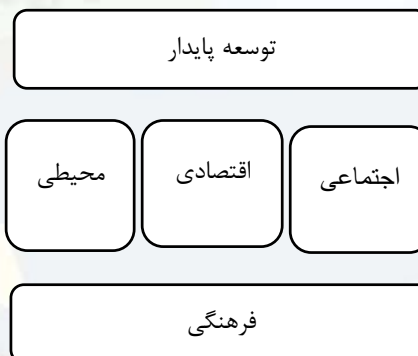 توسعه پایدار
اجتماعی
اقتصادی
محیطی
فرهنگی